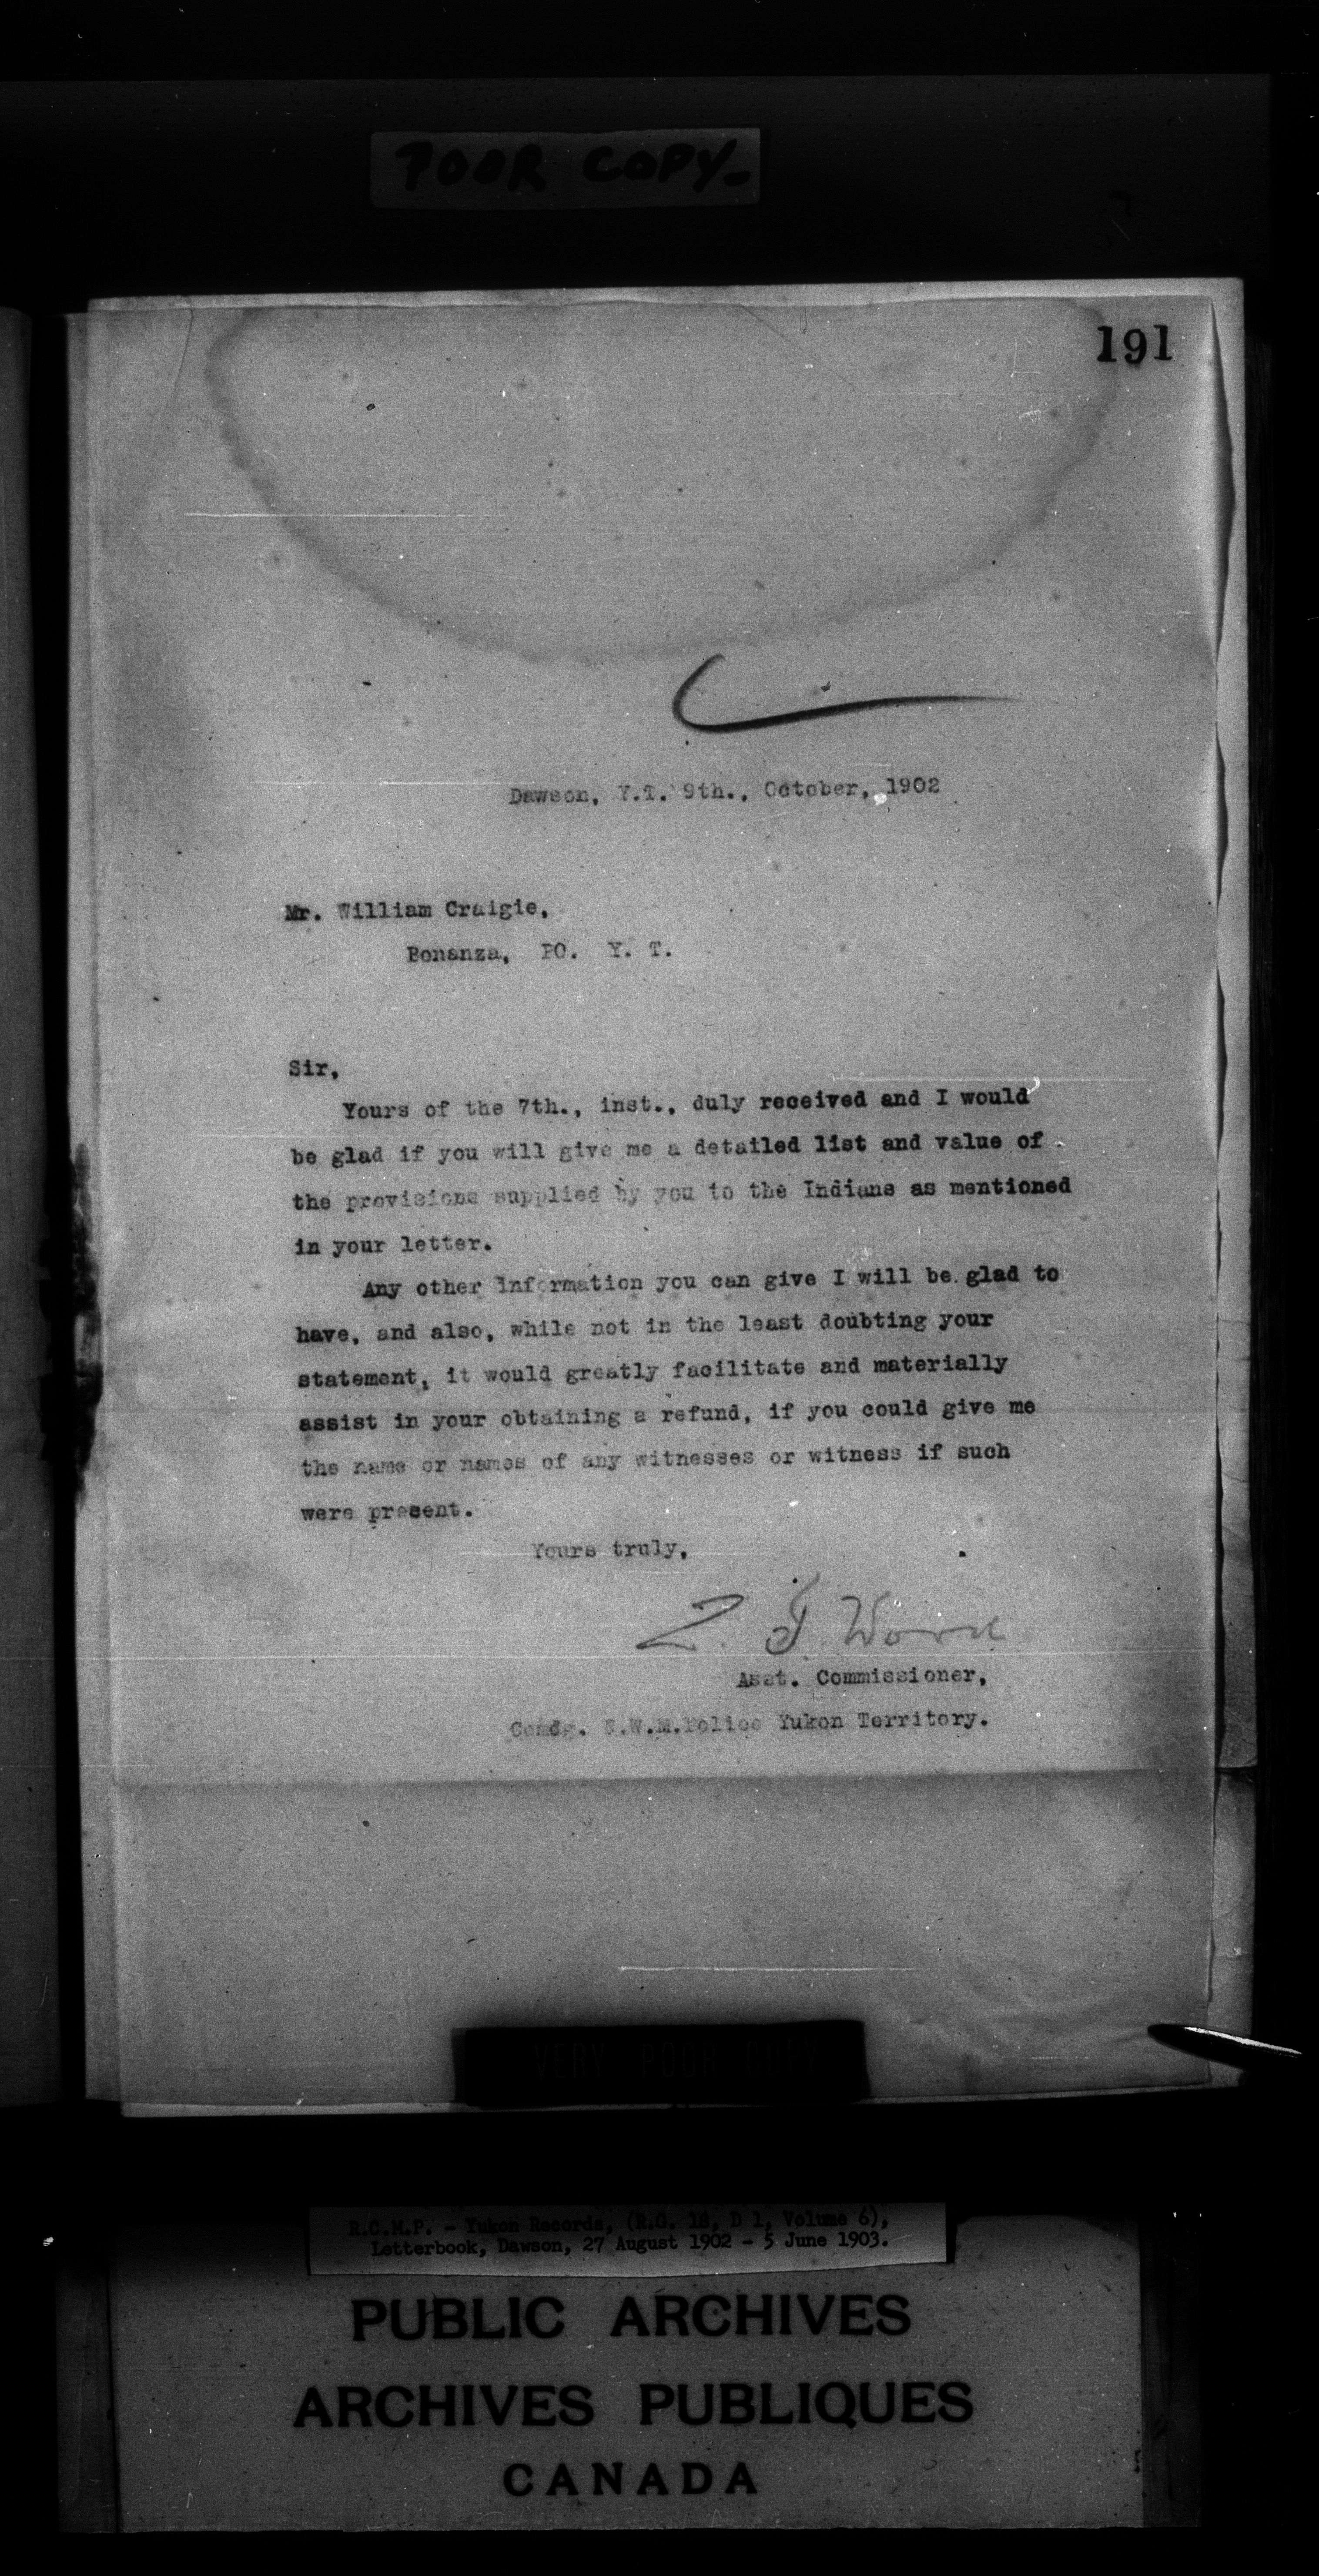 POOR COPY-
191
Dawson, Y.T. 9th., October, 1902
Mr. William Craigie,
Bonanza, PO. Y. T.
Sir,
Yours of the 7th., inst., duly received and I would
be glad if you will give me a detailed list and value of
the provisions supplied by you to the Indians as mentioned
in your letter.
Any other information you can give I will be glad to
have, and also, while not in the least doubting your
statement, it would greatly facilitate and materially
assist in your obtaining a refund, if you could give me
the name or names of any witnesses or witness if such
were present.
Yours truly,
Z. T. Wood
Asst. Commissioner,
Comdg. N.W.M.Police Yukon Territory.
VERY POOR COPY
R.C.M.P. - Yukon Records, (R.G. 18, D 1, Volume 6),
Letterbook, Dawson, 27 August 1902 - 5 June 1903.
PUBLIC ARCHIVES
ARCHIVES PUBLIQUES
CANADA